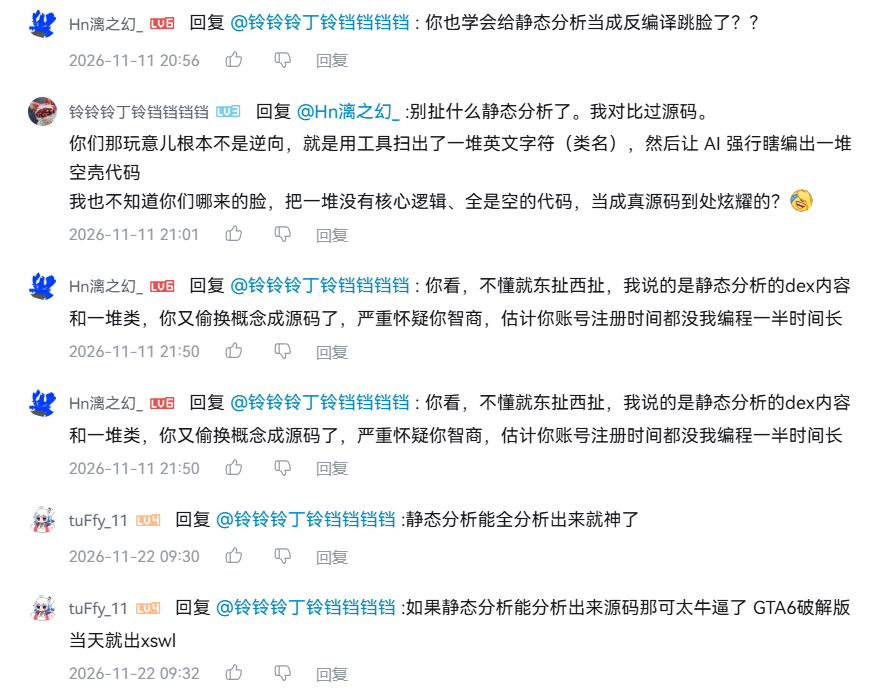 Hn漓之幻_ LV6 回复 @铃铃铃丁铃铛铛铛铛 : 你也学会给静态分析当成反编译跳脸了？？
2026-11-11 20:56 回复
铃铃铃丁铃铛铛铛铛 LV3 回复 @Hn漓之幻_ :别扯什么静态分析了。我对比过源码。
你们那玩意儿根本不是逆向，就是用工具扫出了一堆英文字符（类名），然后让 AI 强行瞎编出一堆
空壳代码
我也不知道你们哪来的脸，把一堆没有核心逻辑、全是空的代码，当成真源码到处炫耀的？
2026-11-11 21:01 回复
Hn漓之幻_ LV6 回复 @铃铃铃丁铃铛铛铛铛 : 你看，不懂就东扯西扯，我说的是静态分析的dex内容
和一堆类，你又偷换概念成源码了，严重怀疑你智商，估计你账号注册时间都没我编程一半时间长
2026-11-11 21:50 回复
Hn漓之幻_ LV6 回复 @铃铃铃丁铃铛铛铛铛 : 你看，不懂就东扯西扯，我说的是静态分析的dex内容
和一堆类，你又偷换概念成源码了，严重怀疑你智商，估计你账号注册时间都没我编程一半时间长
2026-11-11 21:50 回复
tuFfy_11 LV4 回复 @铃铃铃丁铃铛铛铛铛 :静态分析能全分析出来就神了
2026-11-22 09:30 回复
tuFfy_11 LV4 回复 @铃铃铃丁铃铛铛铛铛 :如果静态分析能分析出来源码那可太牛逼了 GTA6破解版
当天就出xswl
2026-11-22 09:32 回复